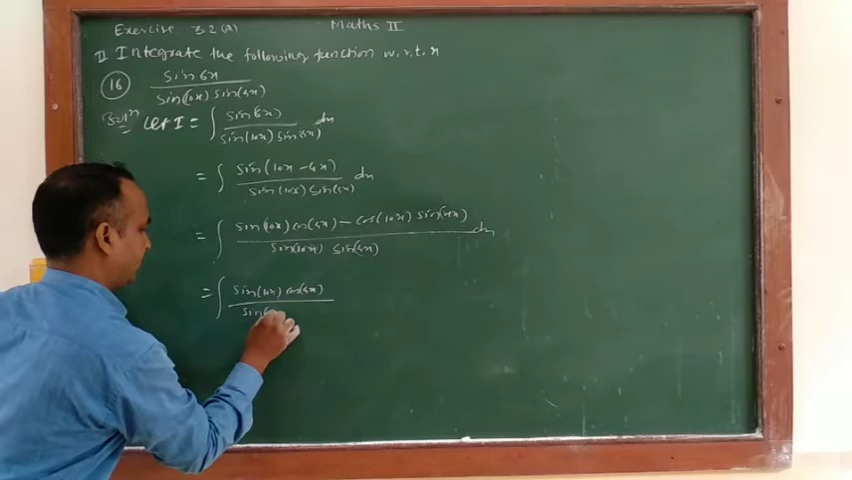 Exercise 3.2 (A) Maths II
II Integrate the following function w.r.t. x
16 sin 6x / sin(10x) sin(4x)
Solⁿ Let I = ∫ sin(6x) / sin(10x) sin(4x) dx
= ∫ sin(10x - 4x) / sin(10x) sin(4x) dx
= ∫ sin(10x) cos(4x) - cos(10x) sin(4x) / sin(10x) sin(4x) dx
= ∫ sin(10x) cos(4x) / sin(